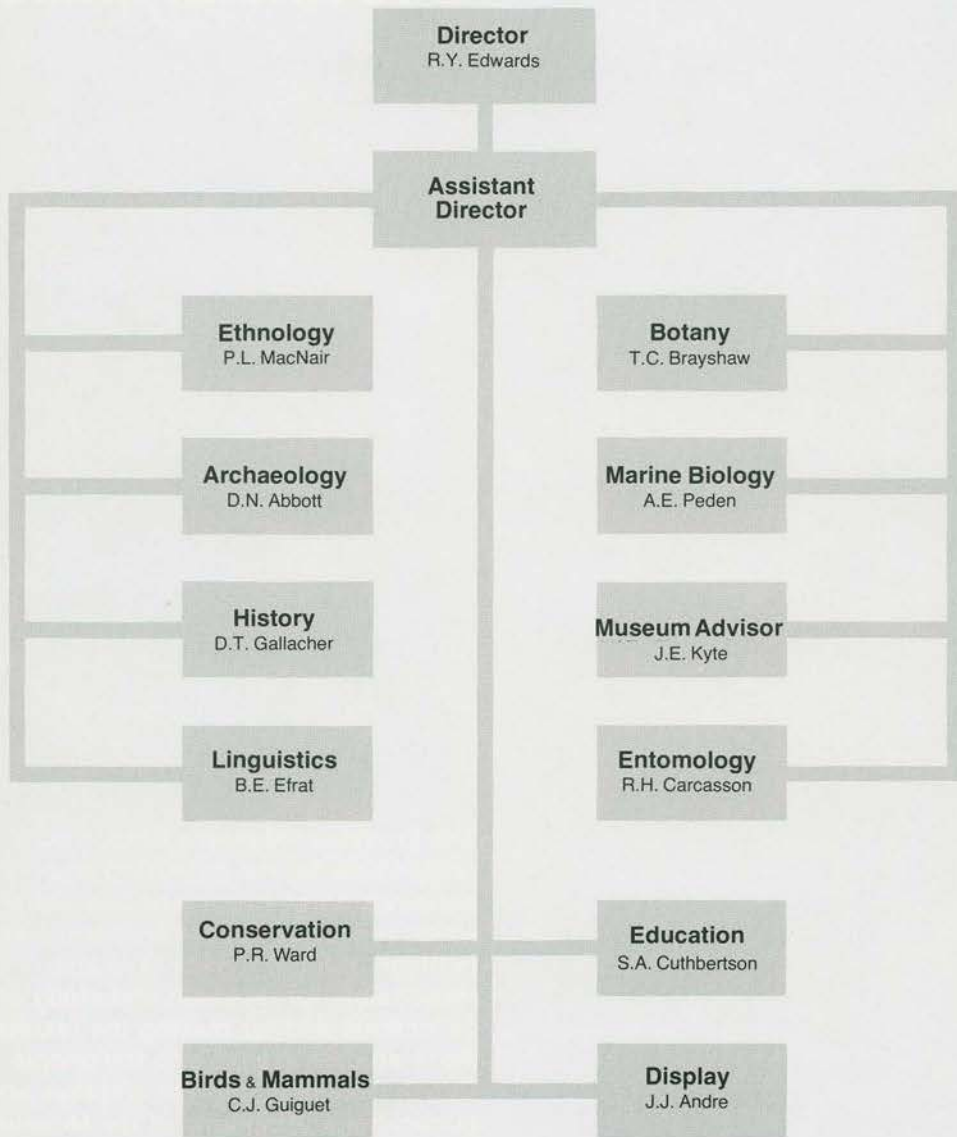 Director
R.Y. Edwards
Assistant
Director
Ethnology
P.L. MacNair
Botany
T.C. Brayshaw
Archaeology
D.N. Abbott
Marine Biology
A.E. Peden
History
D.T. Gallacher
Museum Advisor
J.E. Kyte
Linguistics
B.E. Efrat
Entomology
R.H. Carcasson
Conservation
P.R. Ward
Education
S.A. Cuthbertson
Birds & Mammals
C.J. Guiguet
Display
J.J. Andre